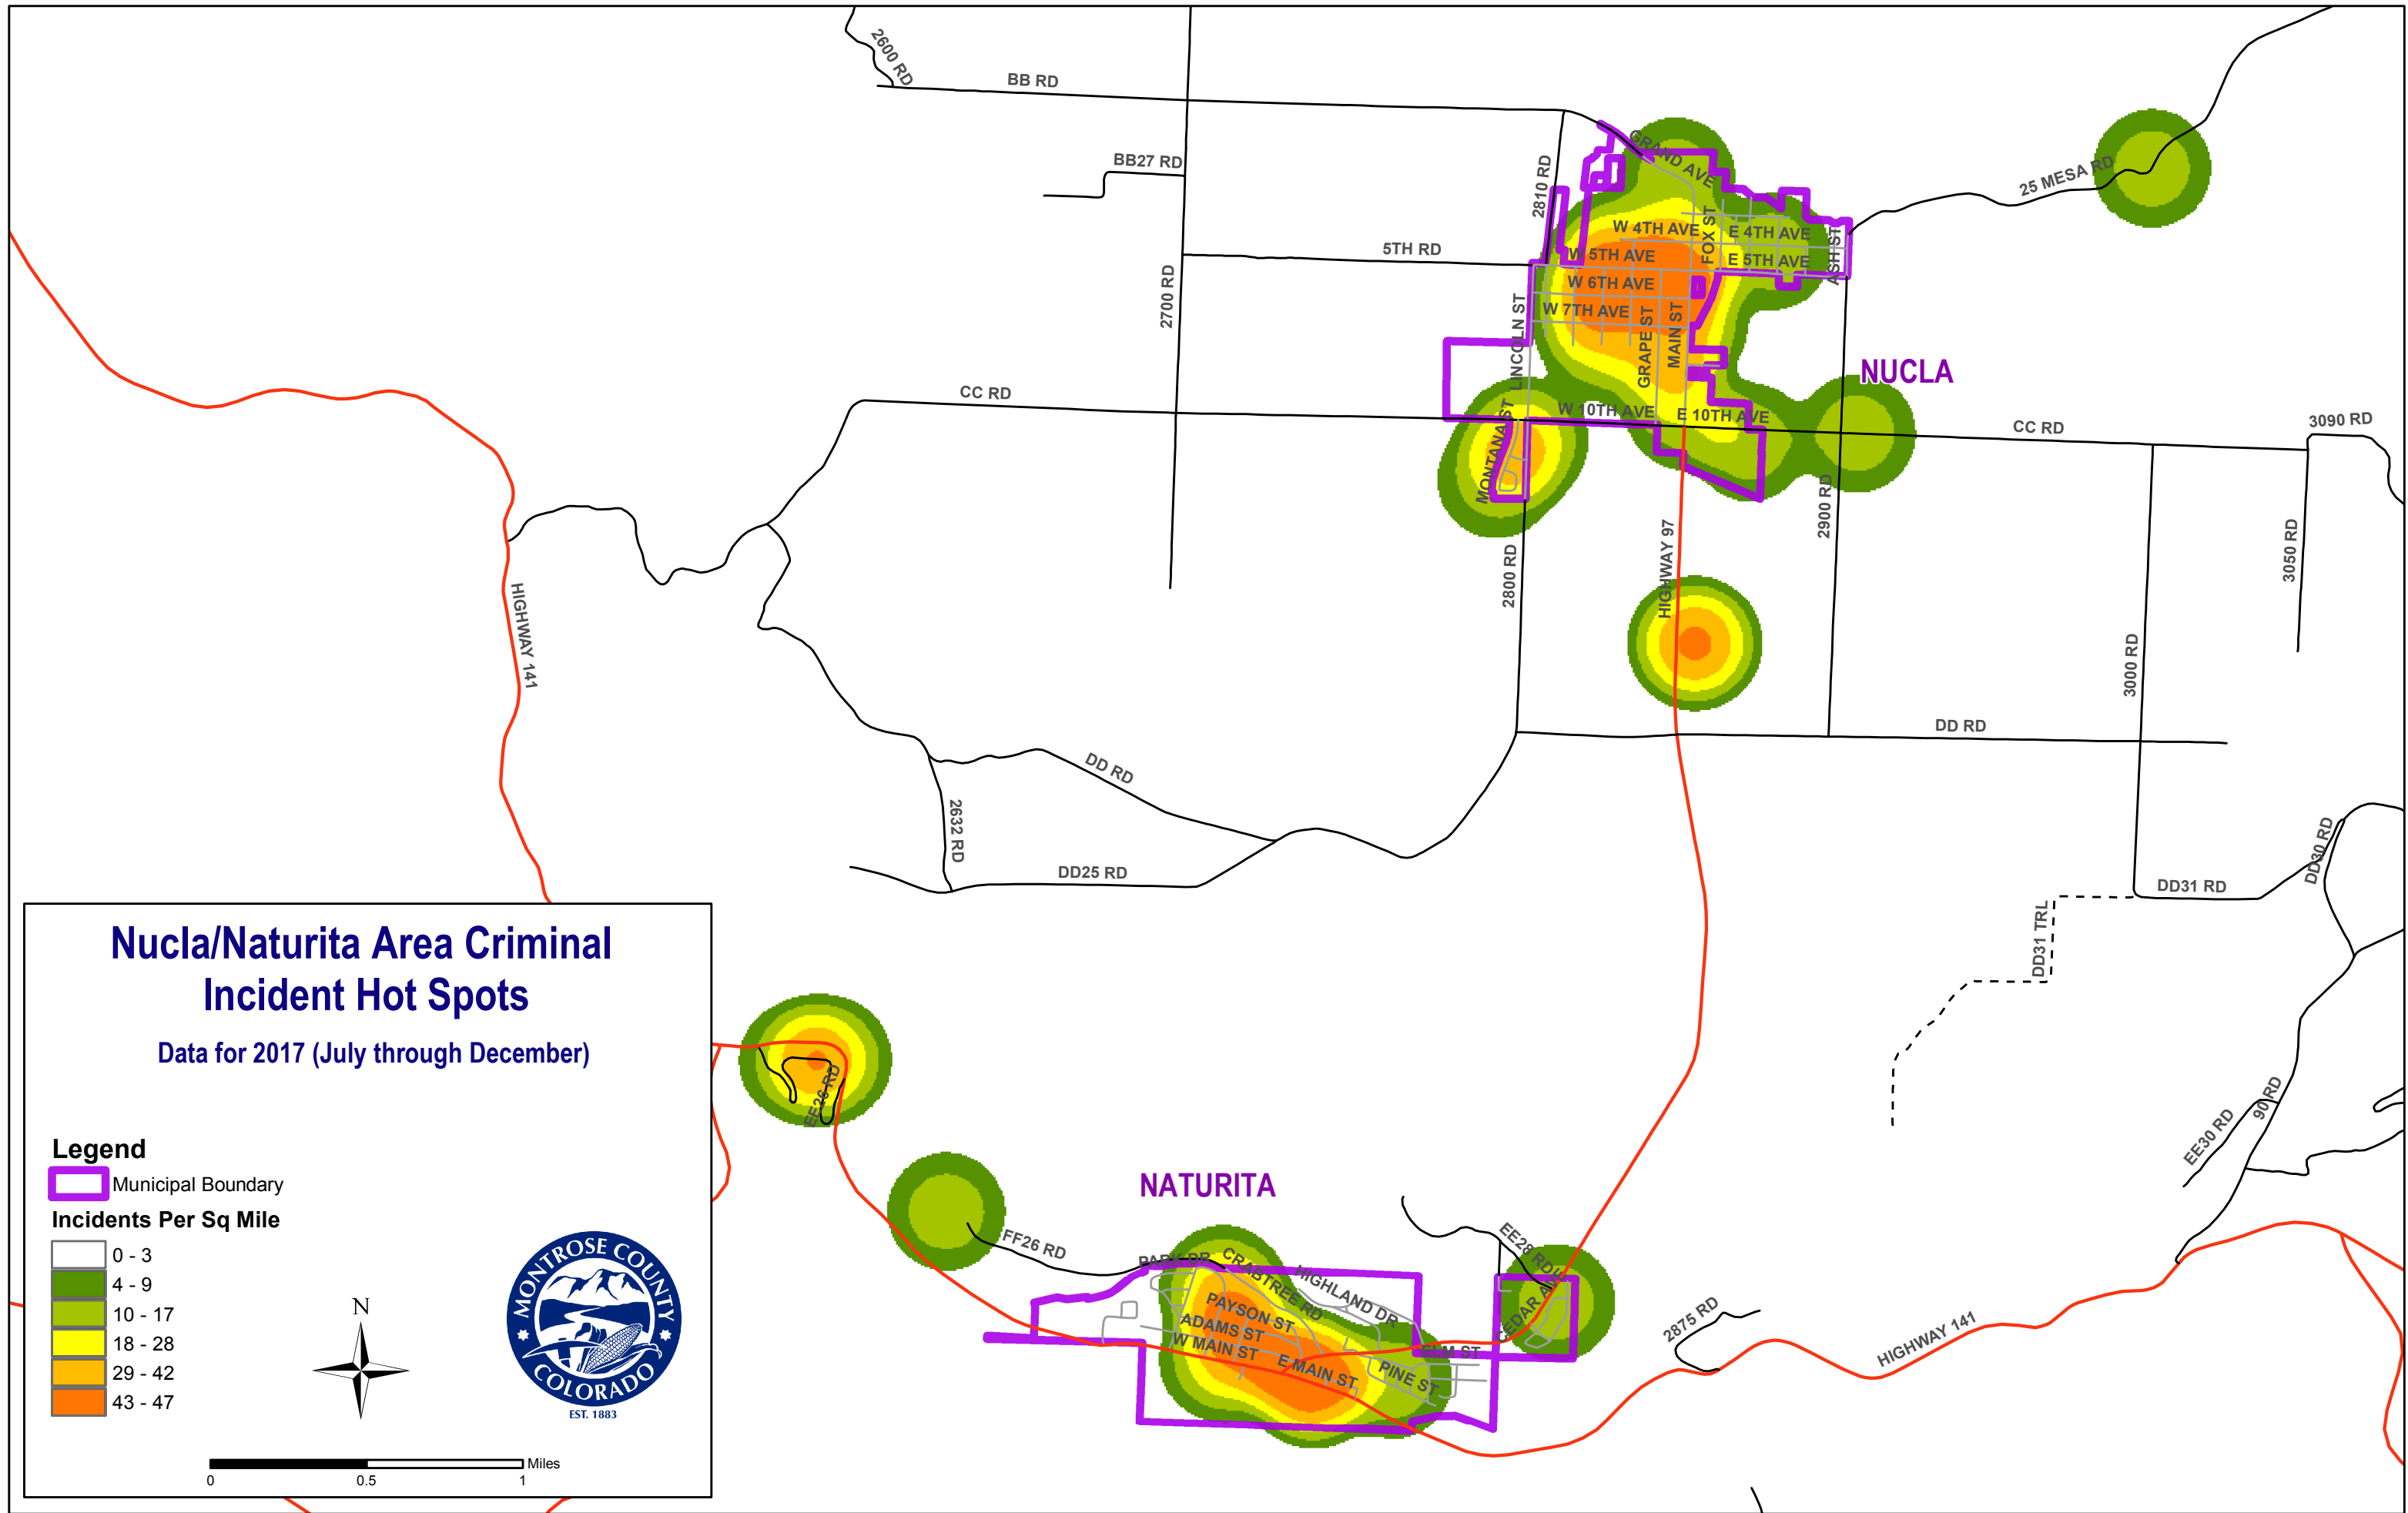 2600 RD
BB RD
BB27 RD
2810 RD
GRAND AVE
25 MESA RD
5TH RD
2700 RD
W 4TH AVE
FOX ST
E 4TH AVE
W 5TH AVE
E 5TH AVE
ASH ST
W 6TH AVE
W 7TH AVE
LINCOLN ST
GRAPE ST
MAIN ST
NUCLA
CC RD
MONTANA ST
W 10TH AVE
E 10TH AVE
CC RD
3090 RD
2900 RD
HIGHWAY 97
2800 RD
3050 RD
HIGHWAY 141
3000 RD
DD RD
DD RD
2632 RD
DD25 RD
DD30 RD
DD31 RD
DD31 TRL
EE26 RD
90 RD
EE30 RD
NATURITA
FF26 RD
PARK DR
CRABTREE RD
HIGHLAND DR
EE28 RD
PAYSON ST
ADAMS ST
W MAIN ST
E MAIN ST
PINE ST
ELM ST
2875 RD
HIGHWAY 141
Nucla/Naturita Area Criminal
Incident Hot Spots
Data for 2017 (July through December)
Legend
Municipal Boundary
Incidents Per Sq Mile
0 - 3
4 - 9
10 - 17
18 - 28
29 - 42
43 - 47
N
MONTROSE COUNTY
COLORADO
EST. 1883
Miles
0 0.5 1